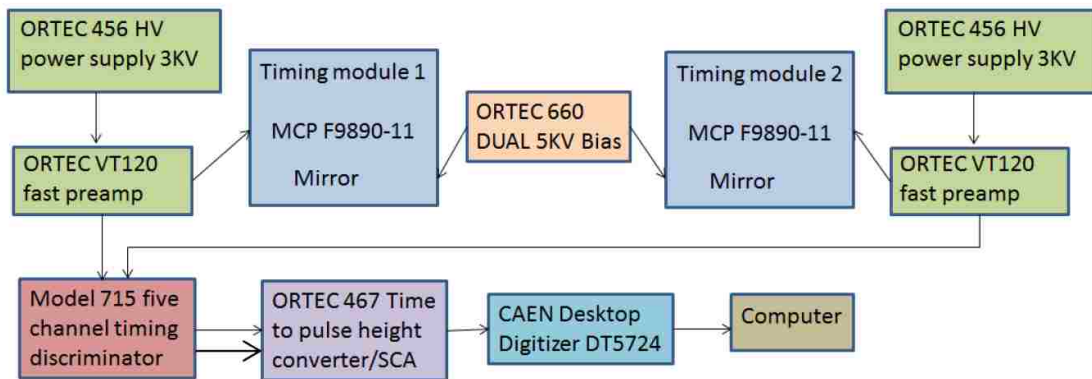 ORTEC 456 HV
power supply 3KV
Timing module 1
MCP F9890-11
Mirror
ORTEC 660
DUAL 5KV Bias
Timing module 2
MCP F9890-11
Mirror
ORTEC 456 HV
power supply 3KV
ORTEC VT120
fast preamp
ORTEC VT120
fast preamp
Model 715 five
channel timing
discriminator
ORTEC 467 Time
to pulse height
converter/SCA
CAEN Desktop
Digitizer DT5724
Computer